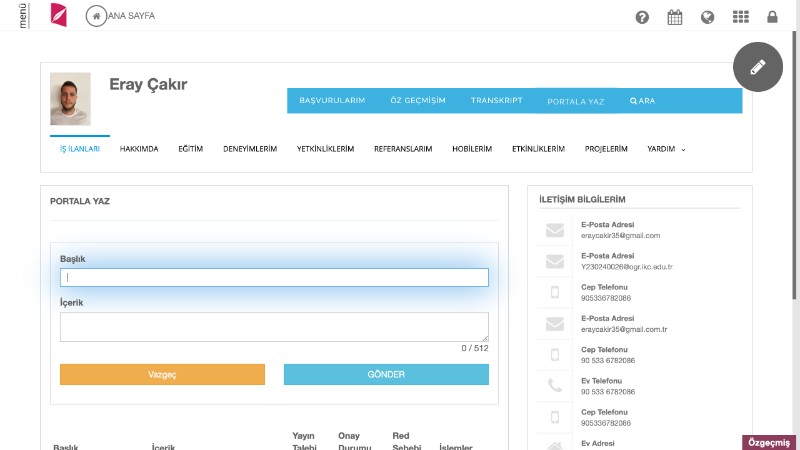 menü
ANA SAYFA
Eray Çakır
BAŞVURULARIM ÖZ GEÇMİŞİM TRANSKRIPT PORTALA YAZ ARA
İŞ İLANLARI HAKKIMDA EĞİTİM DENEYİMLERİM YETKİNLİKLERİM REFERANSLARIM HOBİLERİM ETKİNLİKLERİM PROJELERİM YARDIM
PORTALA YAZ
Başlık
İçerik
0 / 512
Vazgeç GÖNDER
Yayın Onay Red
Başlık İçerik Talebi Durumu Sebebi İşlemler
İLETİŞİM BİLGİLERİM
E-Posta Adresi
eraycakir35@gmail.com
E-Posta Adresi
Y230240026@ogr.ikc.edu.tr
Cep Telefonu
905336782086
E-Posta Adresi
eraycakir35@gmail.com.tr
Cep Telefonu
90 533 6782086
Ev Telefonu
90 533 6782086
Cep Telefonu
905336782086
Ev Adresi
Özgeçmiş